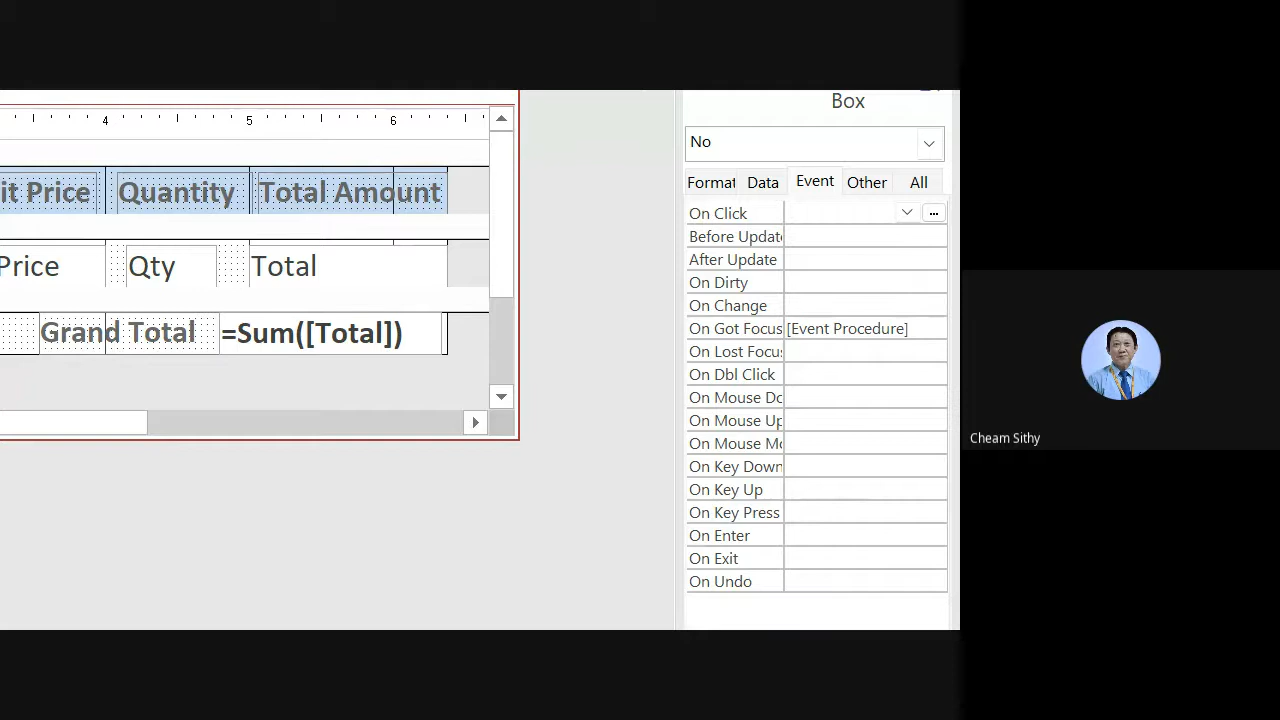 Box
4 5 6
No
it Price Quantity Total Amount
Format Data Event Other All
Price Qty Total
Grand Total =Sum([Total])
On Click ...
Before Update
After Update
On Dirty
On Change
On Got Focus [Event Procedure]
On Lost Focu
On Dbl Click
On Mouse Do
On Mouse Up
On Mouse Mo
On Key Down
On Key Up
On Key Press
On Enter
On Exit
On Undo
Cheam Sithy